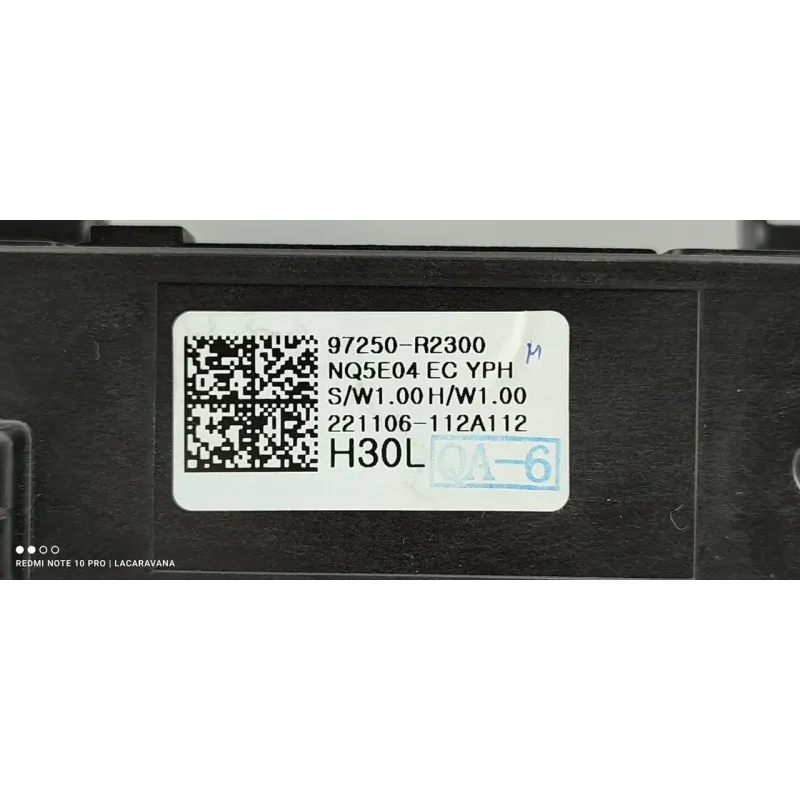 97250-R2300
NQ5E04 EC YPH
S/W1.00 H/W1.00
221106-112A112
H30L
QA-6
REDMI NOTE 10 PRO | LACARAVANA